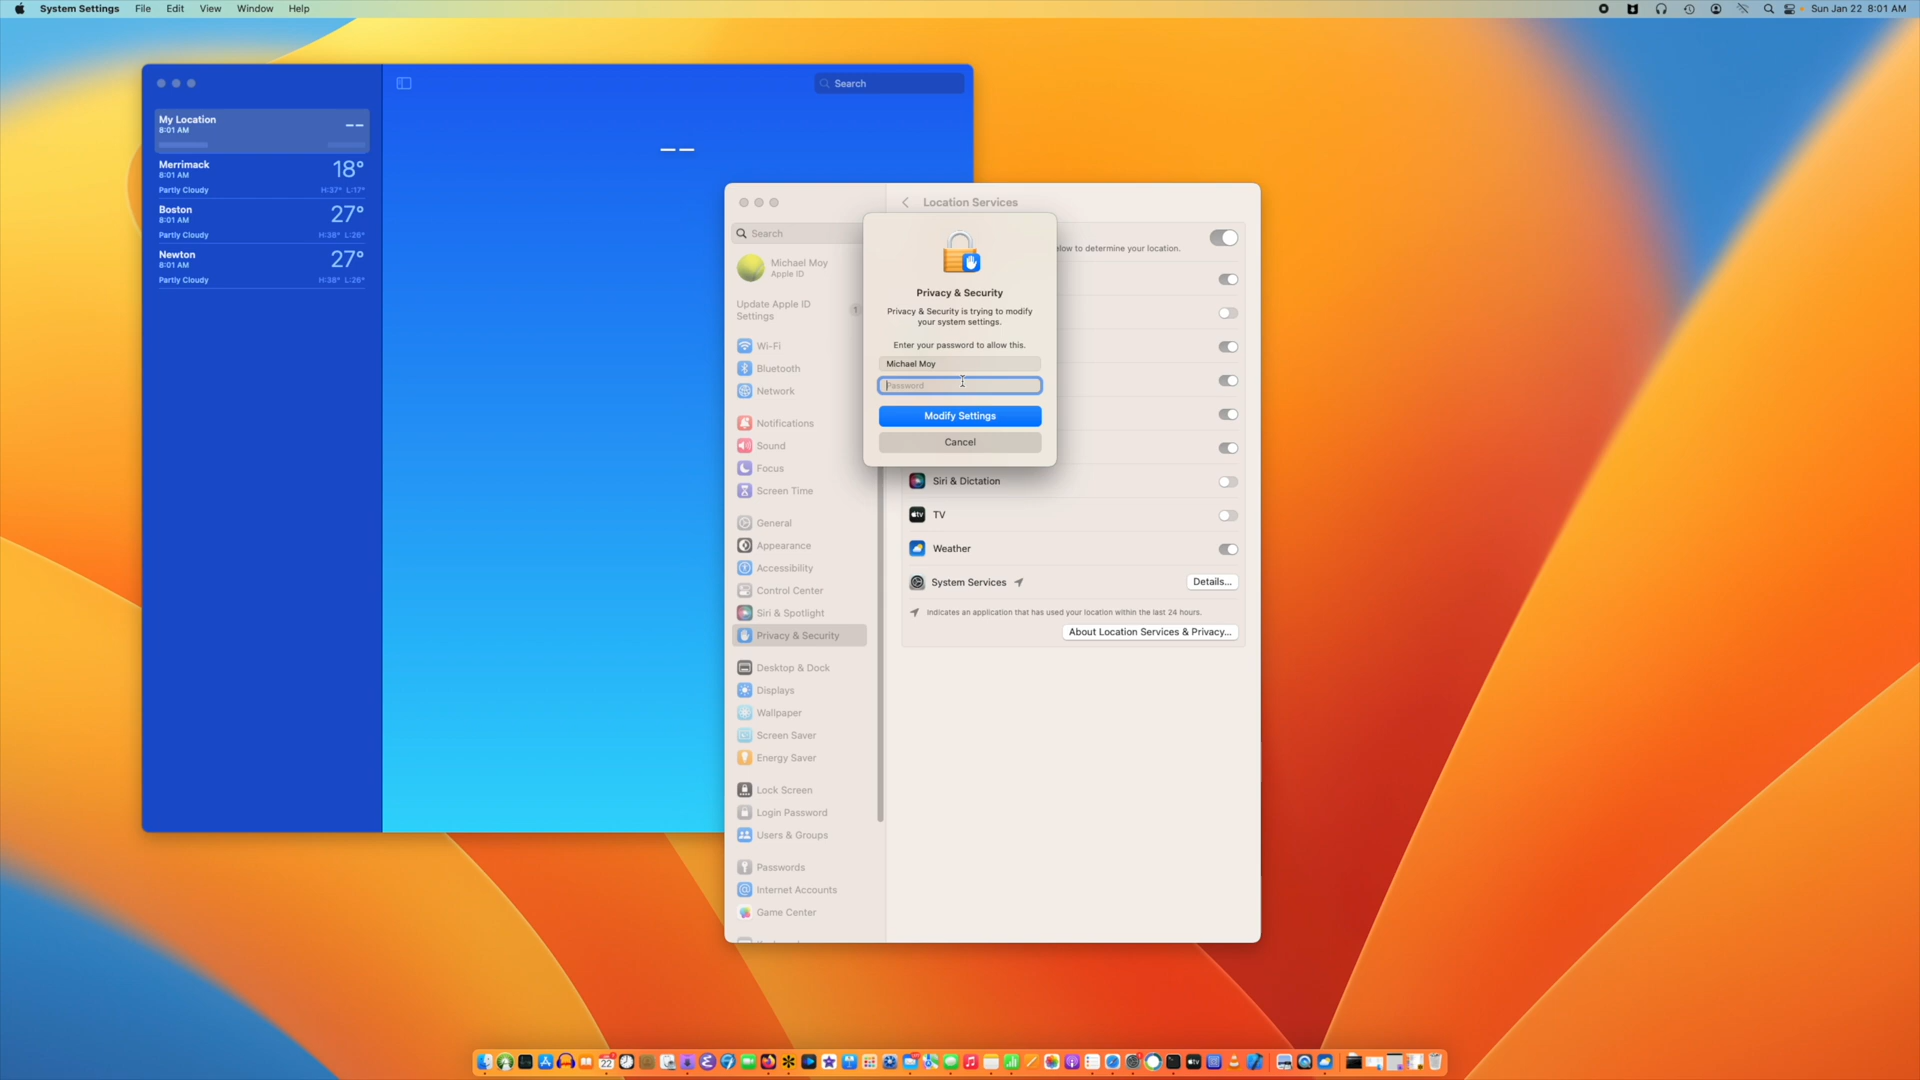 System Settings File Edit View Window Help
Sun Jan 22 8:01 AM
Search
My Location
8:01 AM
--
Merrimack
8:01 AM
18°
Partly Cloudy
H:37° L:17°
Boston
8:01 AM
27°
Partly Cloudy
H:38° L:26°
Newton
8:01 AM
27°
Partly Cloudy
H:38° L:26°
--
Search
Michael Moy
Apple ID
Update Apple ID
Settings
1
Wi-Fi
Bluetooth
Network
Notifications
Sound
Focus
Screen Time
General
Appearance
Accessibility
Control Center
Siri & Spotlight
Privacy & Security
Desktop & Dock
Displays
Wallpaper
Screen Saver
Energy Saver
Lock Screen
Login Password
Users & Groups
Passwords
Internet Accounts
Game Center
Location Services
below to determine your location.
Privacy & Security
Privacy & Security is trying to modify
your system settings.
Enter your password to allow this.
Michael Moy
Password
Modify Settings
Cancel
Siri & Dictation
TV
Weather
System Services
Details...
Indicates an application that has used your location within the last 24 hours.
About Location Services & Privacy...
22